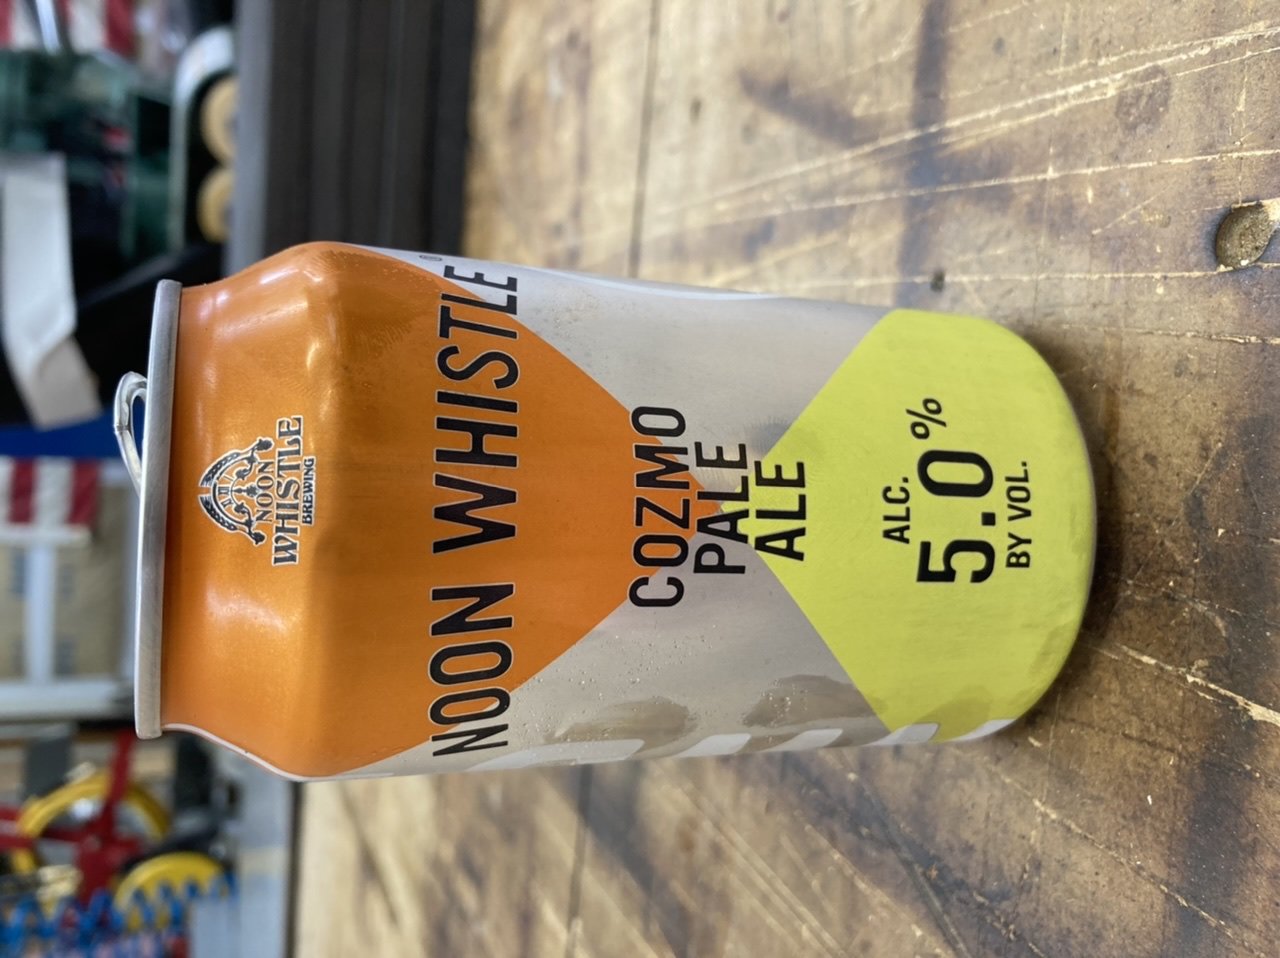 NOON
WHISTLE
BREWING
NOON WHISTLE
COZMO
PALE
ALE
ALC.
5.0%
BY VOL.